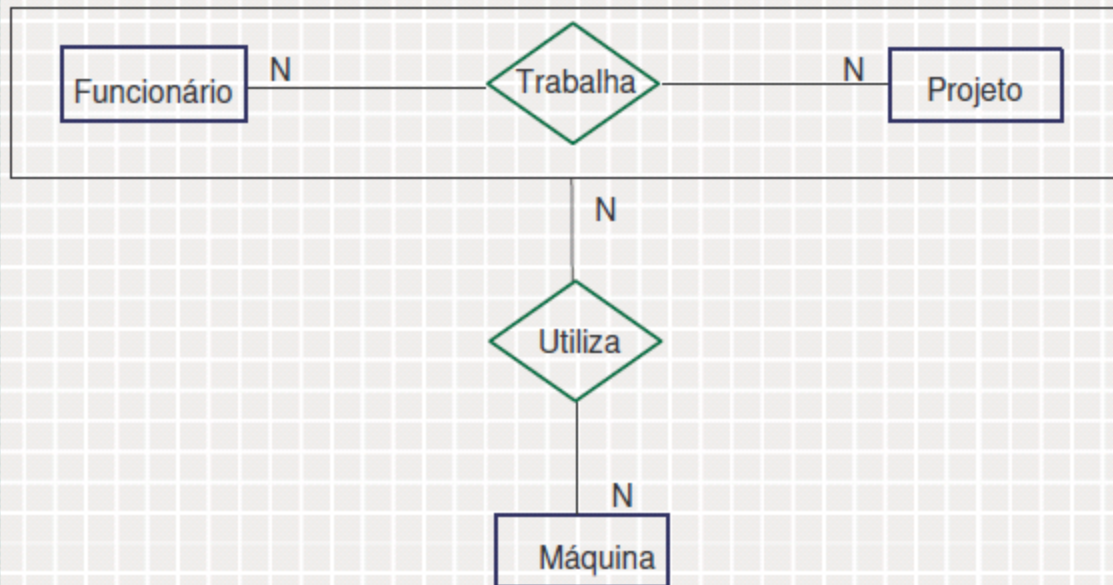 Funcionário
N
Trabalha
N
Projeto
N
Utiliza
N
Máquina